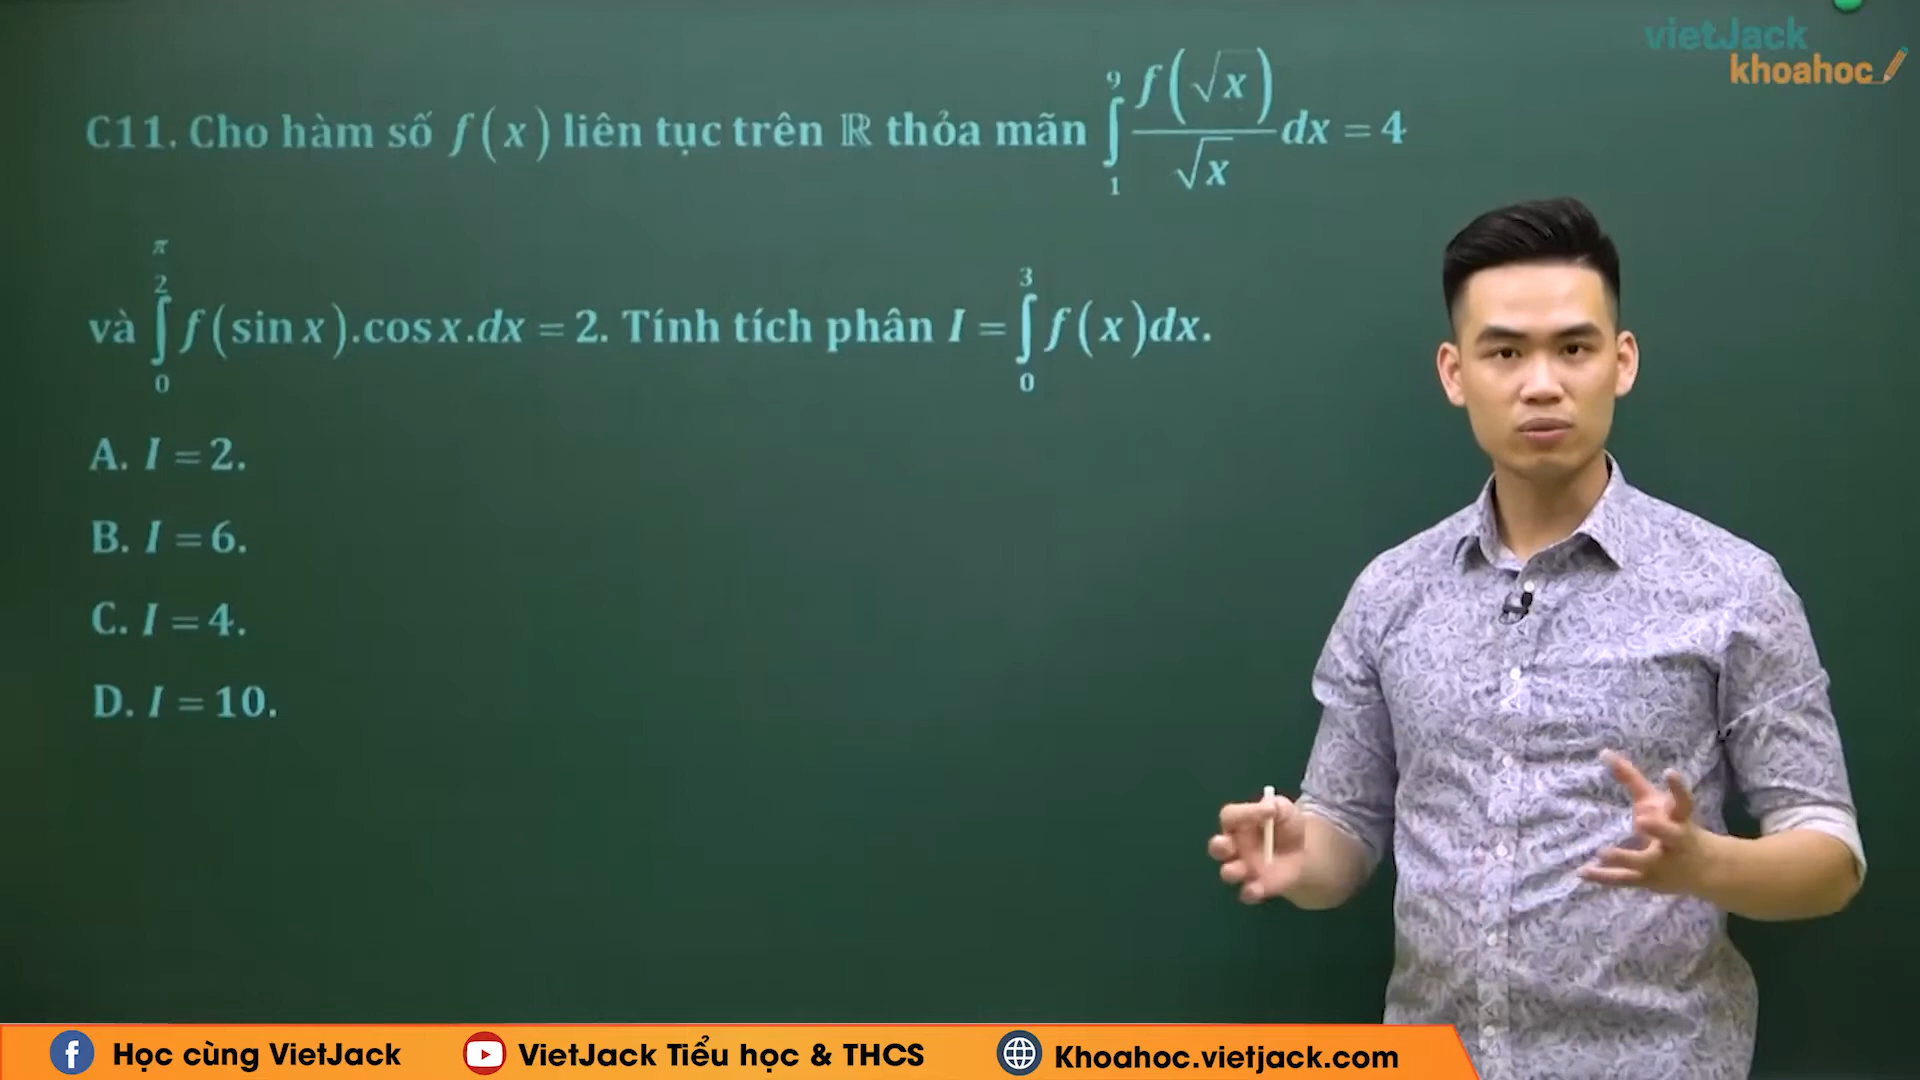 vietJack
khoahoc
C11. Cho hàm số f(x) liên tục trên ℝ thỏa mãn ∫₁⁹ f(√x)/√x dx = 4
và ∫₀^(π/2) f(sin x).cos x.dx = 2. Tính tích phân I = ∫₀³ f(x)dx.
A. I = 2.
B. I = 6.
C. I = 4.
D. I = 10.
Học cùng VietJack
VietJack Tiểu học & THCS
Khoahoc.vietjack.com